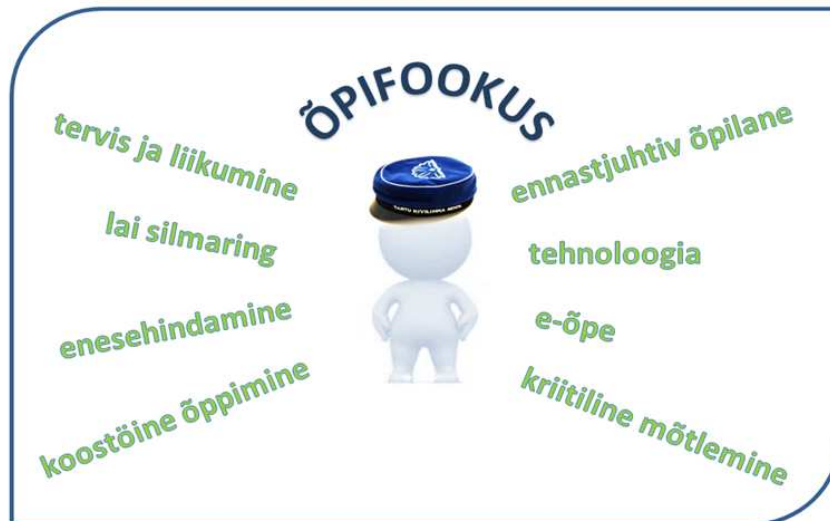 ÕPIFOOKUS
tervis ja liikumine
lai silmaring
enesehindamine
koostöine õppimine
ennastjuhtiv õpilane
tehnoloogia
e-õpe
kriitiline mõtlemine